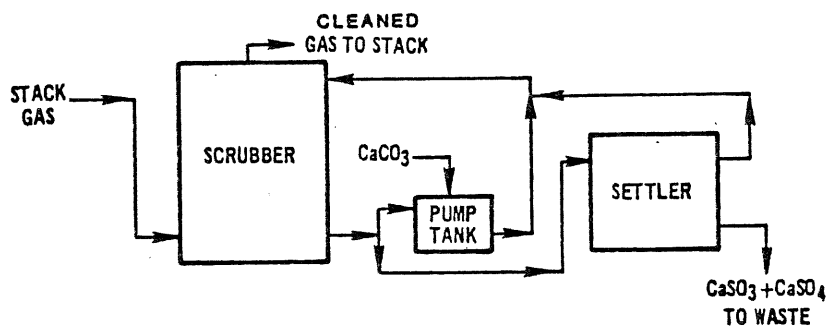 CLEANED
GAS TO STACK
STACK
GAS
SCRUBBER
CaCO₃
PUMP
TANK
SETTLER
CaSO₃+CaSO₄
TO WASTE